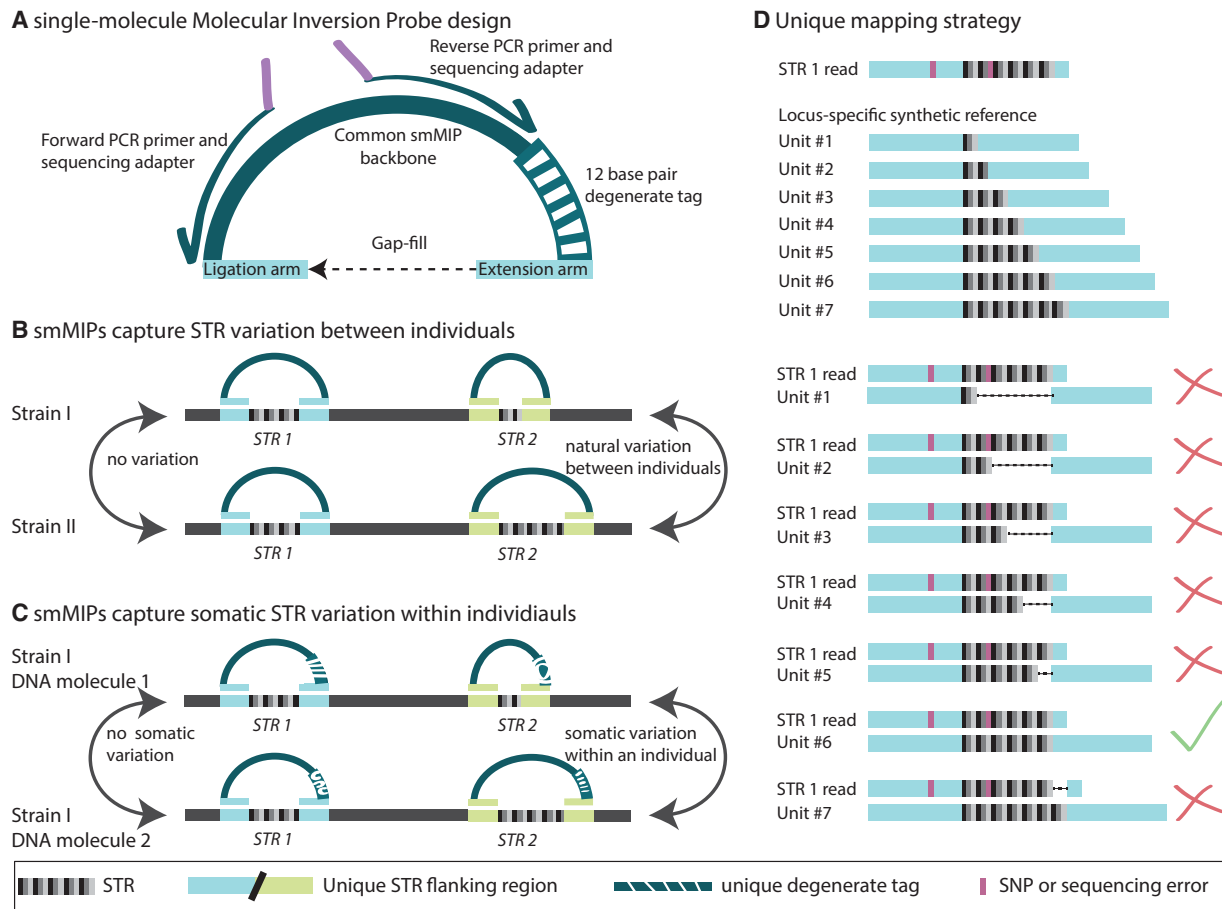 A single-molecule Molecular Inversion Probe design
Reverse PCR primer and
sequencing adapter
Forward PCR primer and
sequencing adapter
Common smMIP
backbone
12 base pair
degenerate tag
Gap-fill
Ligation arm
Extension arm
B smMIPs capture STR variation between individuals
Strain I
STR 1
STR 2
no variation
natural variation
between individuals
Strain II
STR 1
STR 2
C smMIPs capture somatic STR variation within individiauls
Strain I
DNA molecule 1
STR 1
STR 2
no somatic
variation
somatic variation
within an individual
Strain I
DNA molecule 2
STR 1
STR 2
D Unique mapping strategy
STR 1 read
Locus-specific synthetic reference
Unit #1
Unit #2
Unit #3
Unit #4
Unit #5
Unit #6
Unit #7
STR 1 read
Unit #1
STR 1 read
Unit #2
STR 1 read
Unit #3
STR 1 read
Unit #4
STR 1 read
Unit #5
STR 1 read
Unit #6
STR 1 read
Unit #7
STR
Unique STR flanking region
unique degenerate tag
SNP or sequencing error